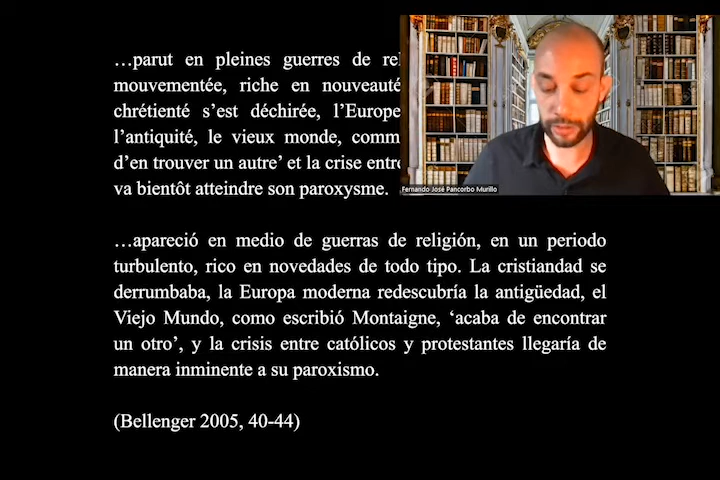 …parut en pleines guerres de
mouvementée, riche en nouveauté
chrétienté s’est déchirée, l’Europe
l’antiquité, le vieux monde,
d’en trouver un autre’ et la crise
va bientôt atteindre son paroxysme.
Fernando José Pancorbo Murillo
…apareció en medio de guerras de religión, en un periodo
turbulento, rico en novedades de todo tipo. La cristiandad se
derrumbaba, la Europa moderna redescubría la antigüedad, el
Viejo Mundo, como escribió Montaigne, ‘acaba de encontrar
un otro’, y la crisis entre católicos y protestantes llegaría de
manera inminente a su paroxismo.
(Bellenger 2005, 40-44)